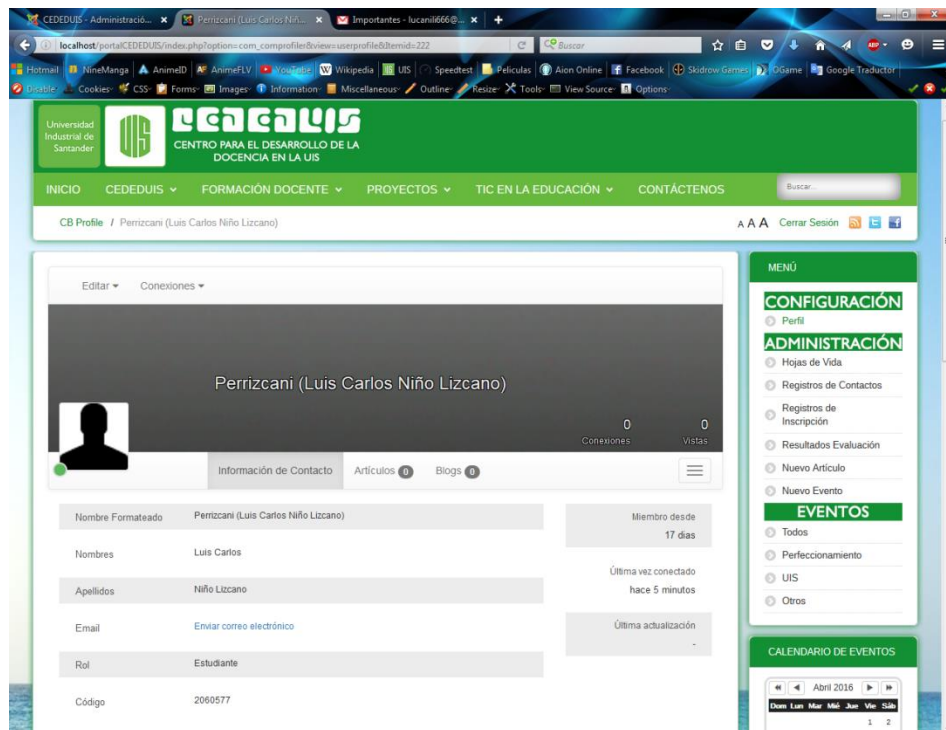 CEDEDUIS - Administració...
Perrizcani (Luis Carlos Niñ...
Importantes - lucanili666@...
localhost/portalCEDEDUIS/index.php?option=com_comprofiler&view=userprofile&Itemid=222
Buscar
Hotmail NineManga AnimeID AnimeFLV YouTube Wikipedia UIS Speedtest Peliculas Aion Online Facebook Skidrow Games OGame Google Traductor
Disable Cookies CSS Forms Images Information Miscellaneous Outline Resize Tools View Source Options
Universidad
Industrial de
Santander
UIS
CEDEDUIS
CENTRO PARA EL DESARROLLO DE LA
DOCENCIA EN LA UIS
INICIO CEDEDUIS FORMACIÓN DOCENTE PROYECTOS TIC EN LA EDUCACIÓN CONTÁCTENOS
Buscar...
CB Profile / Perrizcani (Luis Carlos Niño Lizcano)
A A A Cerrar Sesión
Editar Conexiones
Perrizcani (Luis Carlos Niño Lizcano)
0 0
Conexiones Vistas
Información de Contacto Artículos 0 Blogs 0
Nombre Formateado Perrizcani (Luis Carlos Niño Lizcano)
Nombres Luis Carlos
Apellidos Niño Lizcano
Email Enviar correo electrónico
Rol Estudiante
Código 2060577
Miembro desde
17 dias
Última vez conectado
hace 5 minutos
Última actualización
-
MENÚ
CONFIGURACIÓN
Perfil
ADMINISTRACIÓN
Hojas de Vida
Registros de Contactos
Registros de
Inscripción
Resultados Evaluación
Nuevo Artículo
Nuevo Evento
EVENTOS
Todos
Perfeccionamiento
UIS
Otros
CALENDARIO DE EVENTOS
Abril 2016
Dom Lun Mar Mié Jue Vie Sáb
1 2